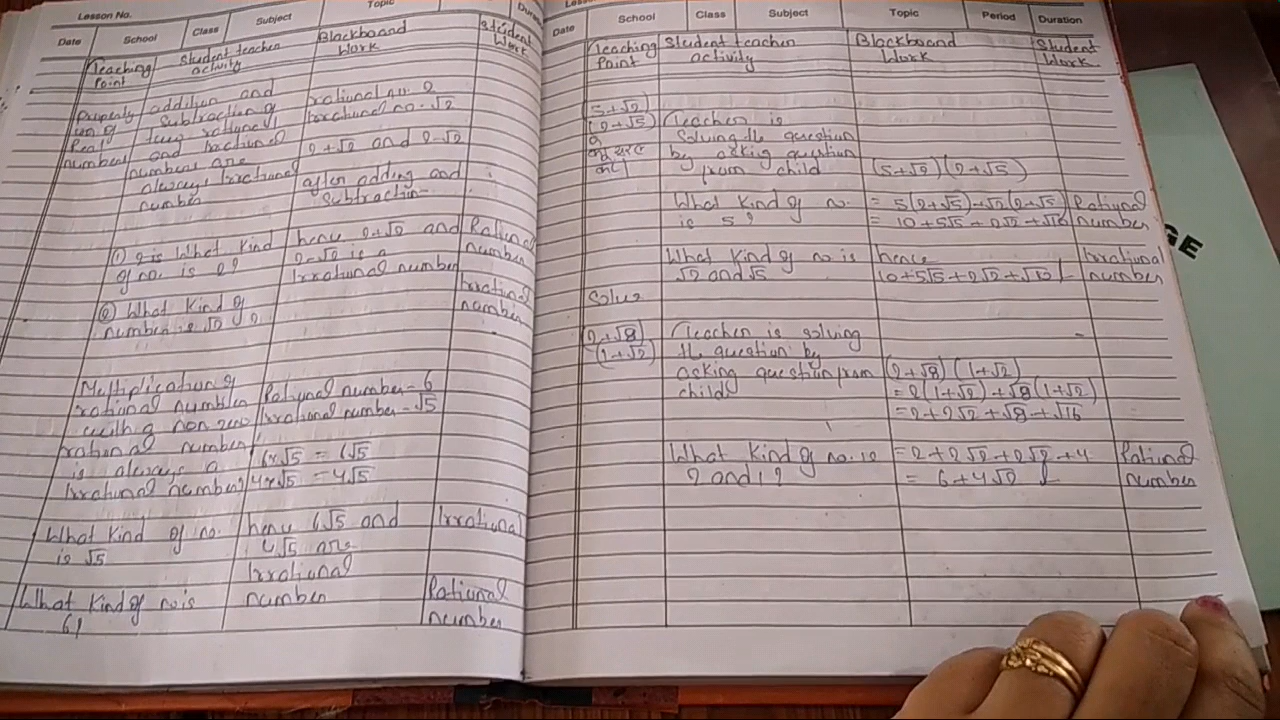 Lesson No.
Date School Class Subject Topic
Teaching Point
Student teacher activity
Blackboard Work
Student Work
Property
Real numbers
addition and
Subtraction of
rational
and Irrational
numbers are
always Irrational
number
rational no. 2
Irrational no. √2
2+√2 and 2-√2
after adding and
Subtraction
① 2 is What kind
of no. is 2?
hence 2+√2 and
2-√2 is a
Irrational number
Rational
number
② What kind of
number is √2 ?
Irrational
number
Multiplication of
rational number
with a non zero
rational number
is always a
Irrational number
Rational number - 6
Irrational number - √5
6x√5 = 6√5
4x√5 = 4√5
What kind of no.
is √5
hence 6√5 and
4√5 are
Irrational
number
Irrational
What kind of no is
6?
Rational
number
Date School Class Subject Topic Period Duration
Teaching Point
Student teacher activity
Blackboard Work
Student Work
(5+√2)
(2+√5)
Teacher is
Solving the question
by asking question
from child
(5+√2)(2+√5)
What kind of no.
is 5?
= 5(2+√5)+√2(2+√5)
= 10+5√5+2√2+√10
Rational
number
What kind of no is
√2 and √5
hence
10+5√5+2√2+√10
Irrational
number
Solve
(2+√8)
(1+√2)
Teacher is solving
the question by
asking question from
child
(2+√8)(1+√2)
= 2(1+√2)+√8(1+√2)
= 2+2√2+√8+√16
What kind of no. is
2 and 1?
= 2+2√2+2√2+4
= 6+4√2
Rational
number
GE